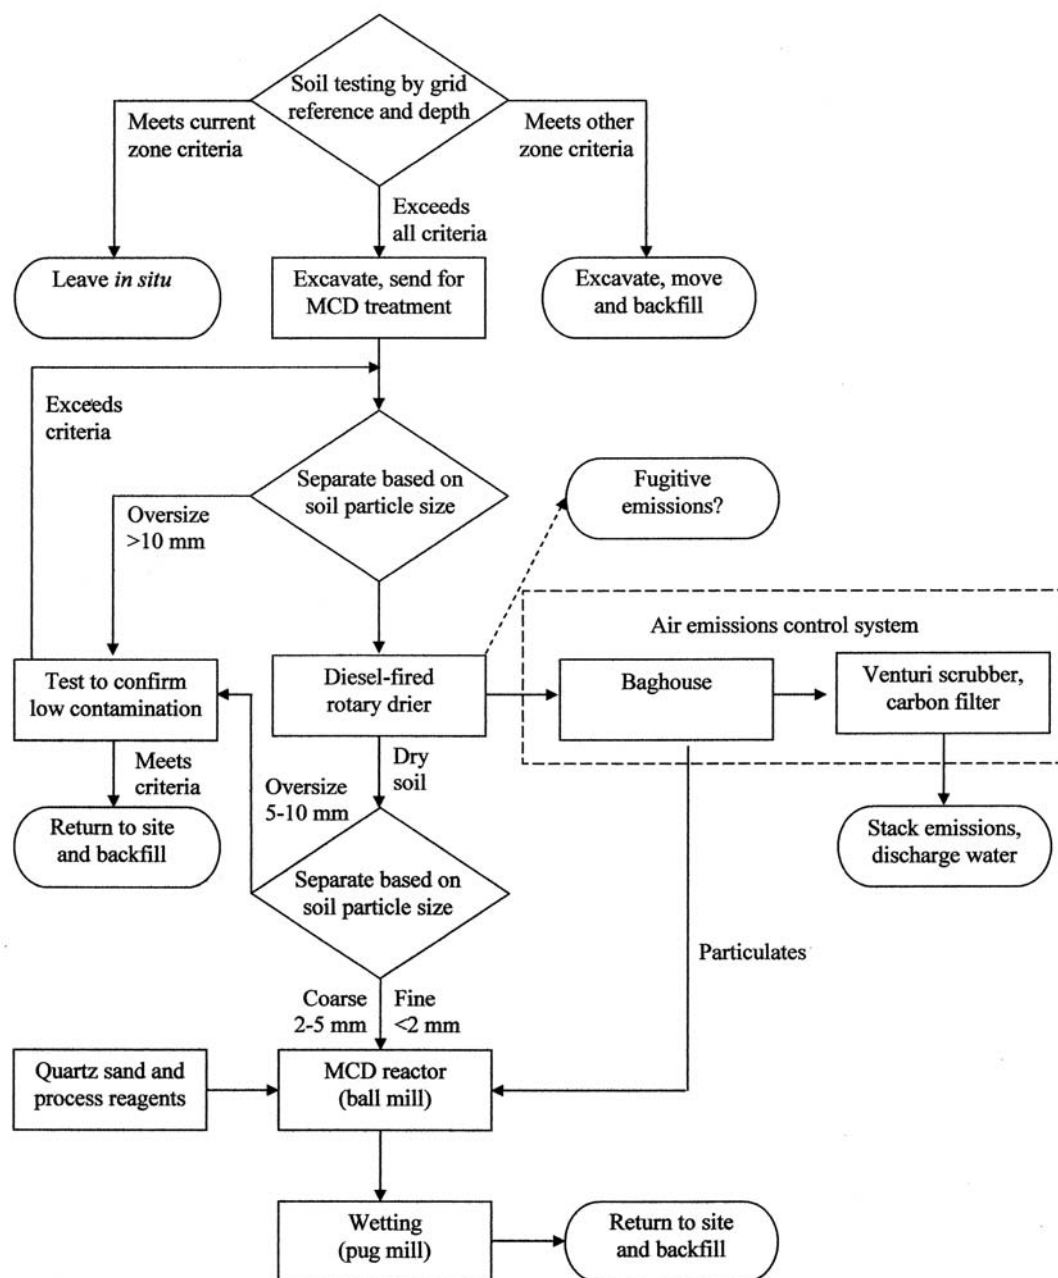 Soil testing by grid
reference and depth
Meets current
zone criteria
Meets other
zone criteria
Exceeds
all criteria
Leave in situ
Excavate, send for
MCD treatment
Excavate, move
and backfill
Exceeds
criteria
Separate based on
soil particle size
Fugitive
emissions?
Oversize
>10 mm
Air emissions control system
Test to confirm
low contamination
Diesel-fired
rotary drier
Baghouse
Venturi scrubber,
carbon filter
Meets
criteria
Oversize
5-10 mm
Dry
soil
Return to site
and backfill
Stack emissions,
discharge water
Separate based on
soil particle size
Particulates
Coarse
2-5 mm
Fine
<2 mm
Quartz sand and
process reagents
MCD reactor
(ball mill)
Wetting
(pug mill)
Return to site
and backfill